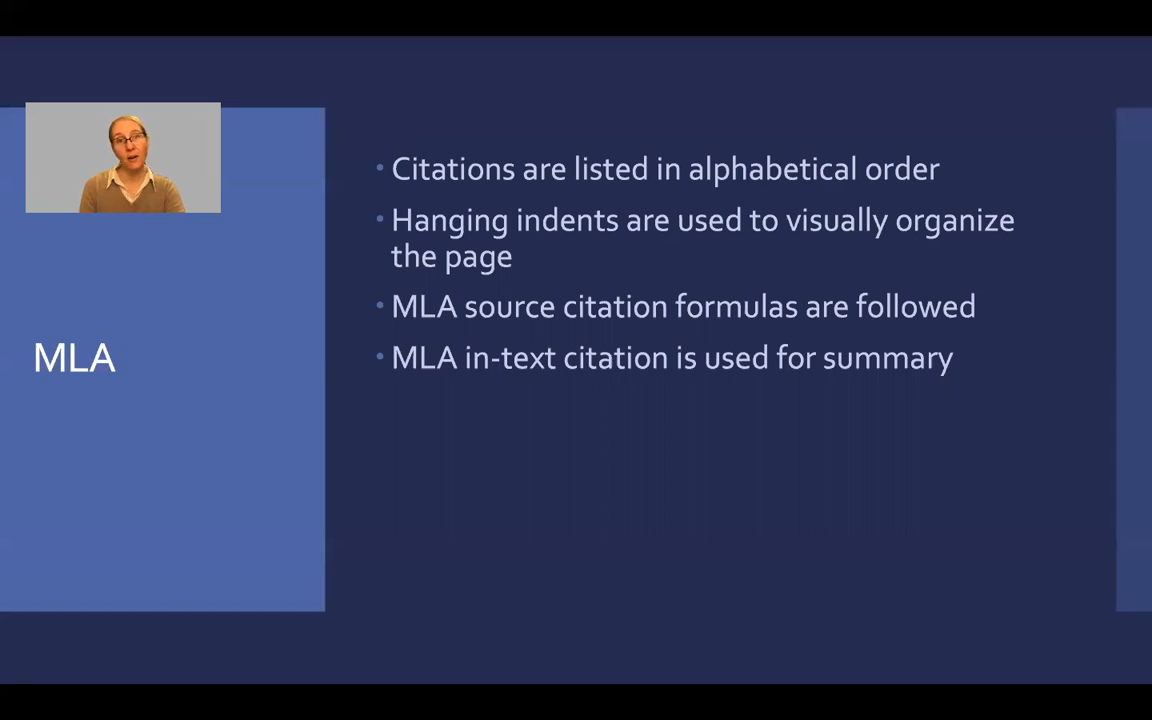 MLA
• Citations are listed in alphabetical order
• Hanging indents are used to visually organize
the page
• MLA source citation formulas are followed
• MLA in-text citation is used for summary